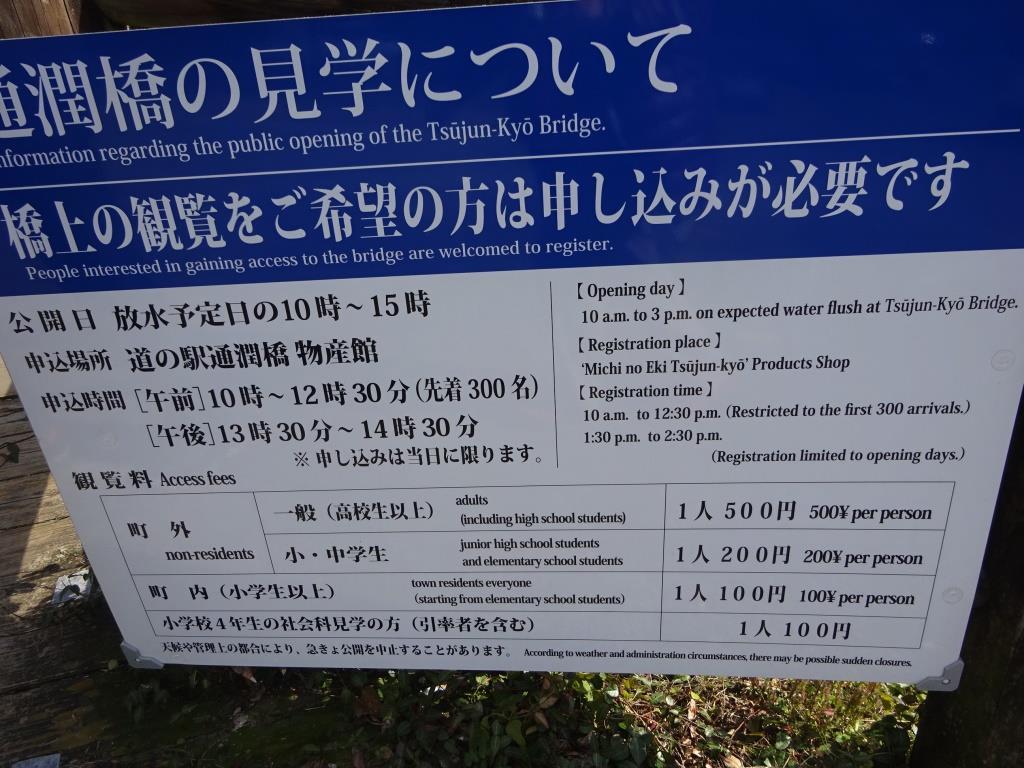 通潤橋の見学について
nformation regarding the public opening of the Tsūjun-Kyō Bridge.
橋上の観覧をご希望の方は申し込みが必要です
People interested in gaining access to the bridge are welcomed to register.
公開日 放水予定日の10時～15時
申込場所 道の駅通潤橋 物産館
申込時間 [午前]10時～12時30分(先着300名)
[午後]13時30分～14時30分
※申し込みは当日に限ります。
【Opening day】
10 a.m. to 3 p.m. on expected water flush at Tsūjun-Kyō Bridge.
【Registration place】
‘Michi no Eki Tsūjun-kyō’ Products Shop
【Registration time】
10 a.m. to 12:30 p.m. (Restricted to the first 300 arrivals.)
1:30 p.m. to 2:30 p.m.
(Registration limited to opening days.)
観覧料 Access fees
町 外
non-residents
一般（高校生以上） adults
(including high school students)
1人 500円 500¥ per person
小・中学生 junior high school students
and elementary school students
1人 200円 200¥ per person
町 内（小学生以上） town residents everyone
(starting from elementary school students)
1人 100円 100¥ per person
小学校4年生の社会科見学の方（引率者を含む）
1人 100円
天候や管理上の都合により、急きょ公開を中止することがあります。 According to weather and administration circumstances, there may be possible sudden closures.